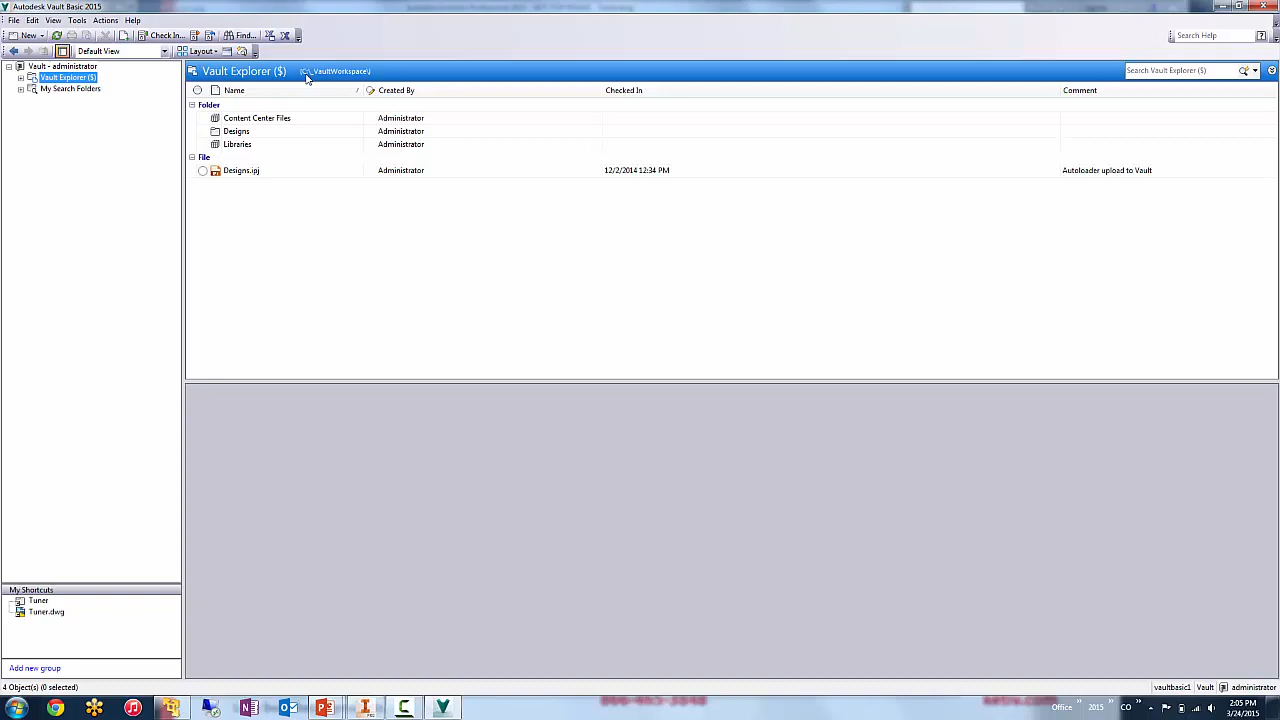 Autodesk Vault Basic 2015
File Edit View Tools Actions Help
New Check In... Find... Search Help
Default View Layout
Vault - administrator
Vault Explorer ($)
My Search Folders
Vault Explorer ($) (C:\_VaultWorkspace\) Search Vault Explorer ($)
Name / Created By Checked In Comment
Folder
Content Center Files Administrator
Designs Administrator
Libraries Administrator
File
Designs.ipj Administrator 12/2/2014 12:34 PM Autoloader upload to Vault
My Shortcuts
Tuner
Tuner.dwg
Add new group
4 Object(s) (0 selected) vaultbasic1 Vault administrator
Office » 2015 » CO » 2:05 PM
3/24/2015